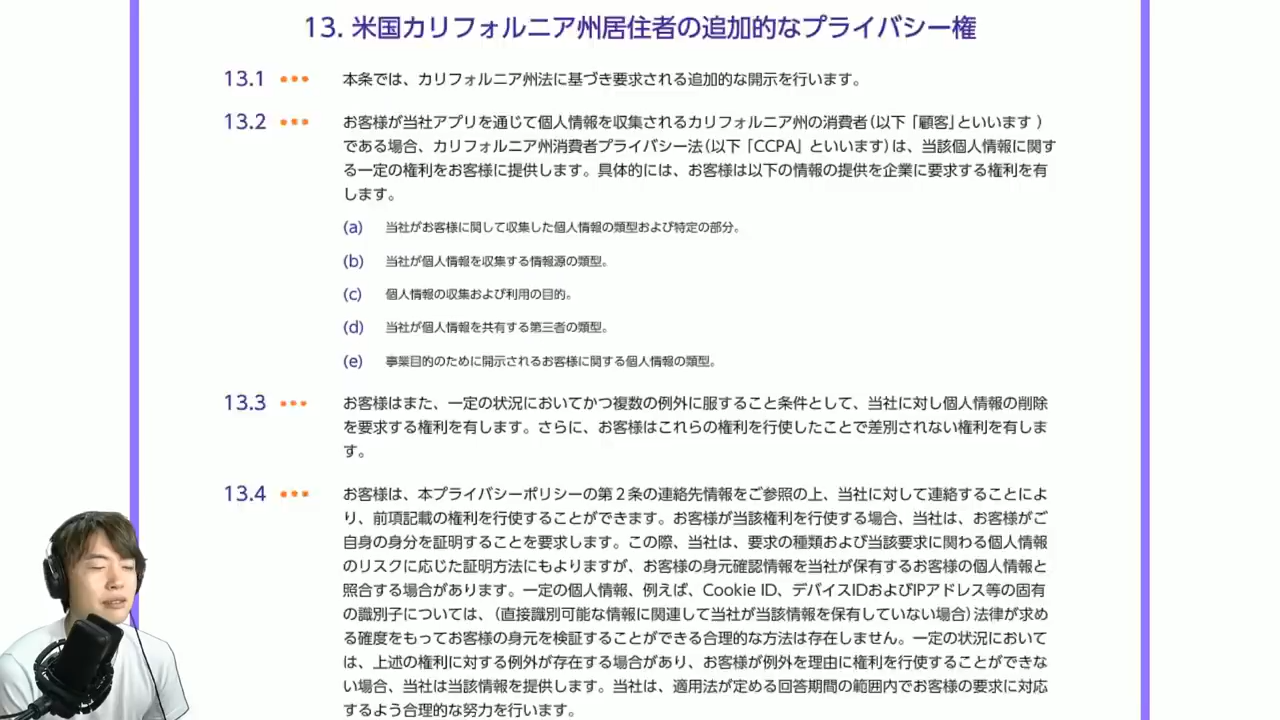 13. 米国カリフォルニア州居住者の追加的なプライバシー権
13.1 本条では、カリフォルニア州法に基づき要求される追加的な開示を行います。
13.2 お客様が当社アプリを通じて個人情報を収集されるカリフォルニア州の消費者(以下「顧客」といいます)
である場合、カリフォルニア州消費者プライバシー法(以下「CCPA」といいます)は、当該個人情報に関す
る一定の権利をお客様に提供します。具体的には、お客様は以下の情報の提供を企業に要求する権利を有
します。
(a) 当社がお客様に関して収集した個人情報の類型および特定の部分。
(b) 当社が個人情報を収集する情報源の類型。
(c) 個人情報の収集および利用の目的。
(d) 当社が個人情報を共有する第三者の類型。
(e) 事業目的のために開示されるお客様に関する個人情報の類型。
13.3 お客様はまた、一定の状況においてかつ複数の例外に服すること条件として、当社に対し個人情報の削除
を要求する権利を有します。さらに、お客様はこれらの権利を行使したことで差別されない権利を有しま
す。
13.4 お客様は、本プライバシーポリシーの第2条の連絡先情報をご参照の上、当社に対して連絡することによ
り、前項記載の権利を行使することができます。お客様が当該権利を行使する場合、当社は、お客様がご
自身の身分を証明することを要求します。この際、当社は、要求の種類および当該要求に関わる個人情報
のリスクに応じた証明方法にもよりますが、お客様の身元確認情報を当社が保有するお客様の個人情報と
照合する場合があります。一定の個人情報、例えば、Cookie ID、デバイスIDおよびIPアドレス等の固有
の識別子については、(直接識別可能な情報に関連して当社が当該情報を保有していない場合)法律が求め
る確度をもってお客様の身元を検証することができる合理的な方法は存在しません。一定の状況において
は、上述の権利に対する例外が存在する場合があり、お客様が例外を理由に権利を行使することができな
い場合、当社は当該情報を提供します。当社は、適用法が定める回答期間の範囲内でお客様の要求に対応
するよう合理的な努力を行います。